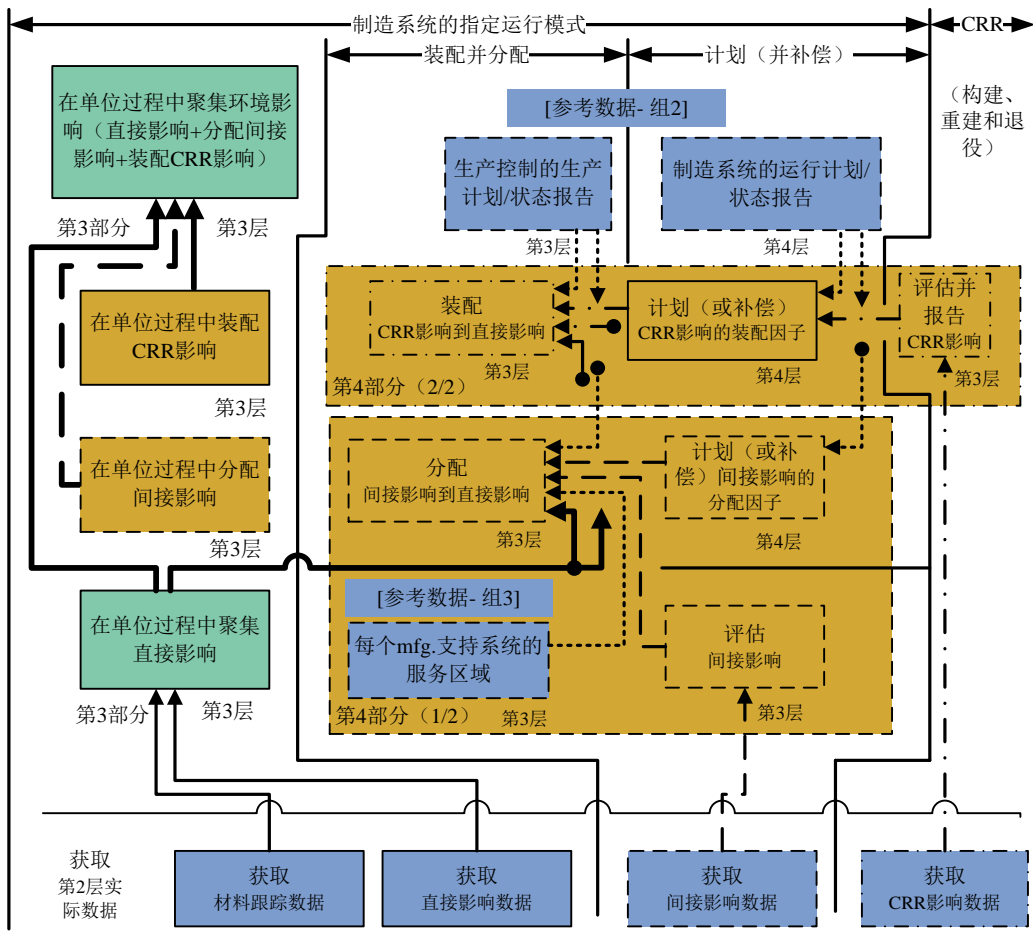 制造系统的指定运行模式
CRR
装配并分配
计划（并补偿）
（构建、
重建和退
役）
在单位过程中聚集环境影
响（直接影响+分配间接
影响+装配CRR影响）
[参考数据- 组2]
生产控制的生产
计划/状态报告
制造系统的运行计划/
状态报告
第3部分
第3层
第3层
第4层
在单位过程中装配
CRR影响
第3层
装配
CRR影响到直接影响
第3层
计划（或补偿）
CRR影响的装配因子
第4层
评估并
报告
CRR影响
第3层
第4部分（2/2）
在单位过程中分配
间接影响
第3层
分配
间接影响到直接影响
第3层
计划（或补
偿）间接影响的
分配因子
第4层
[参考数据- 组3]
每个mfg.支持系统的
服务区域
第3层
评估
间接影响
第3层
第4部分（1/2）
在单位过程中聚集
直接影响
第3部分
第3层
获取
第2层实
际数据
获取
材料跟踪数据
获取
直接影响数据
获取
间接影响数据
获取
CRR影响数据